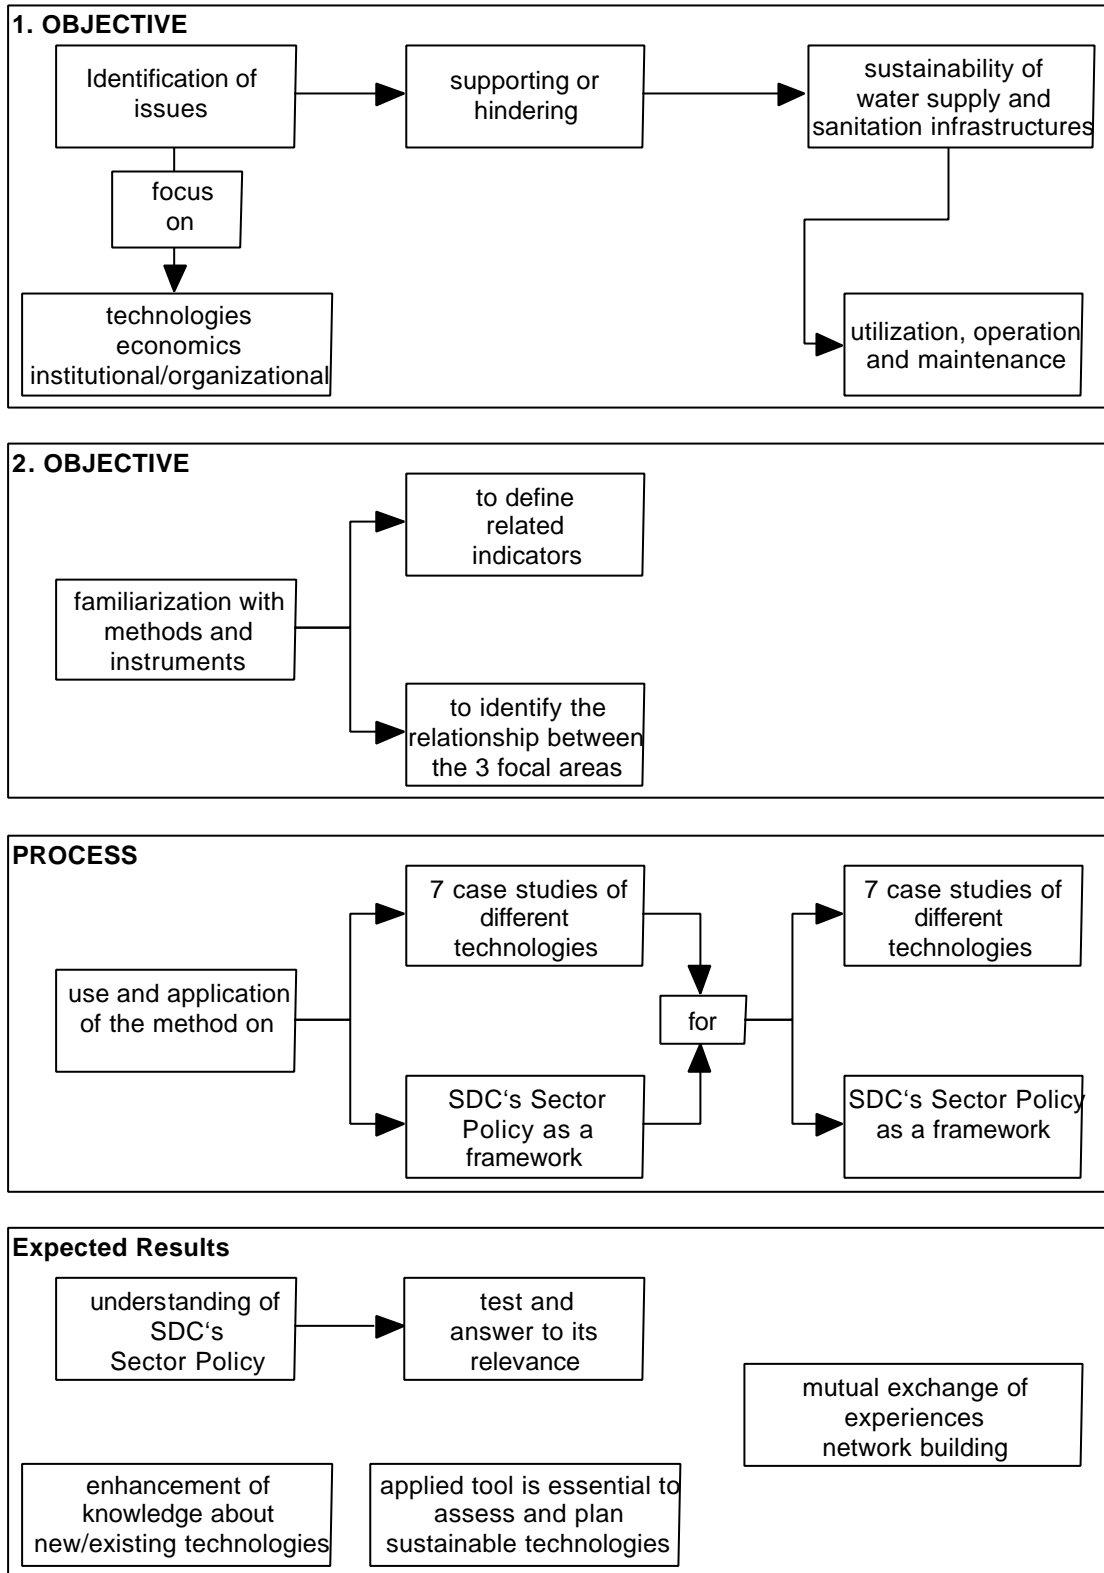 1. OBJECTIVE
Identification of
issues
supporting or
hindering
sustainability of
water supply and
sanitation infrastructures
focus
on
technologies
economics
institutional/organizational
utilization, operation
and maintenance
2. OBJECTIVE
to define
related
indicators
familiarization with
methods and
instruments
to identify the
relationship between
the 3 focal areas
PROCESS
7 case studies of
different
technologies
7 case studies of
different
technologies
use and application
of the method on
for
SDC‘s Sector
Policy as a
framework
SDC‘s Sector Policy
as a framework
Expected Results
understanding of
SDC‘s
Sector Policy
test and
answer to its
relevance
mutual exchange of
experiences
network building
enhancement of
knowledge about
new/existing technologies
applied tool is essential to
assess and plan
sustainable technologies